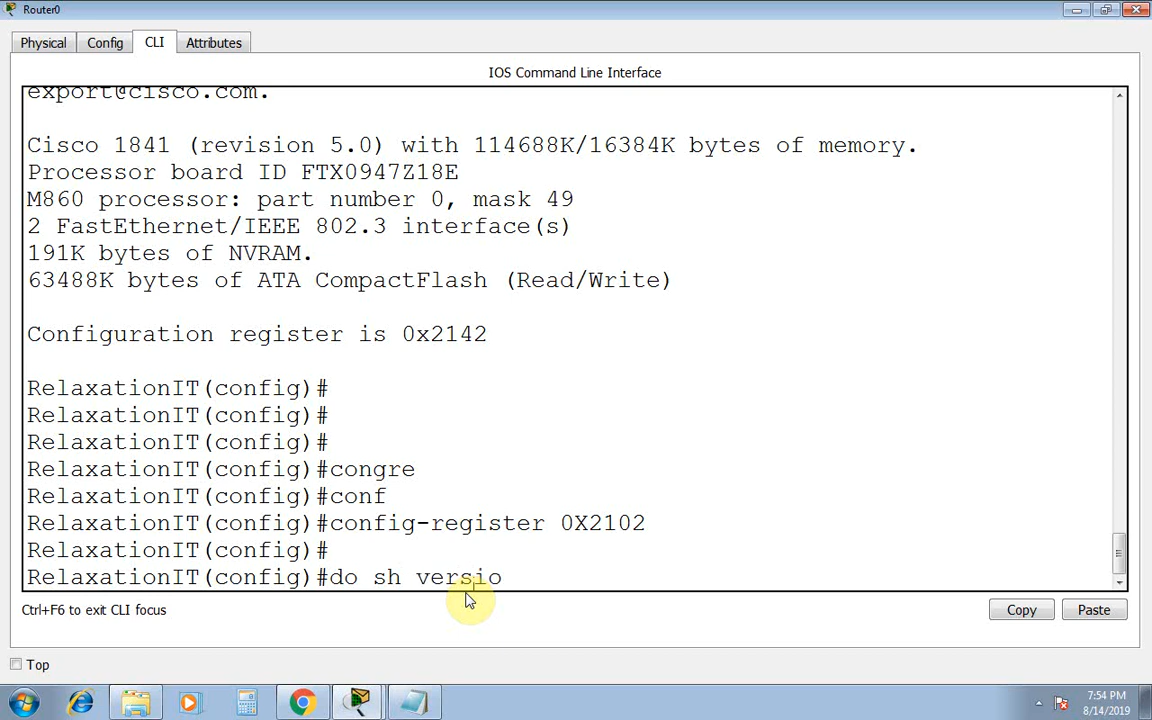 Router0
Physical Config CLI Attributes
IOS Command Line Interface
export@cisco.com.
Cisco 1841 (revision 5.0) with 114688K/16384K bytes of memory.
Processor board ID FTX0947Z18E
M860 processor: part number 0, mask 49
2 FastEthernet/IEEE 802.3 interface(s)
191K bytes of NVRAM.
63488K bytes of ATA CompactFlash (Read/Write)
Configuration register is 0x2142
RelaxationIT(config)#
RelaxationIT(config)#
RelaxationIT(config)#
RelaxationIT(config)#congre
RelaxationIT(config)#conf
RelaxationIT(config)#config-register 0X2102
RelaxationIT(config)#
RelaxationIT(config)#do sh versio
Ctrl+F6 to exit CLI focus
Copy Paste
Top
7:54 PM
8/14/2019